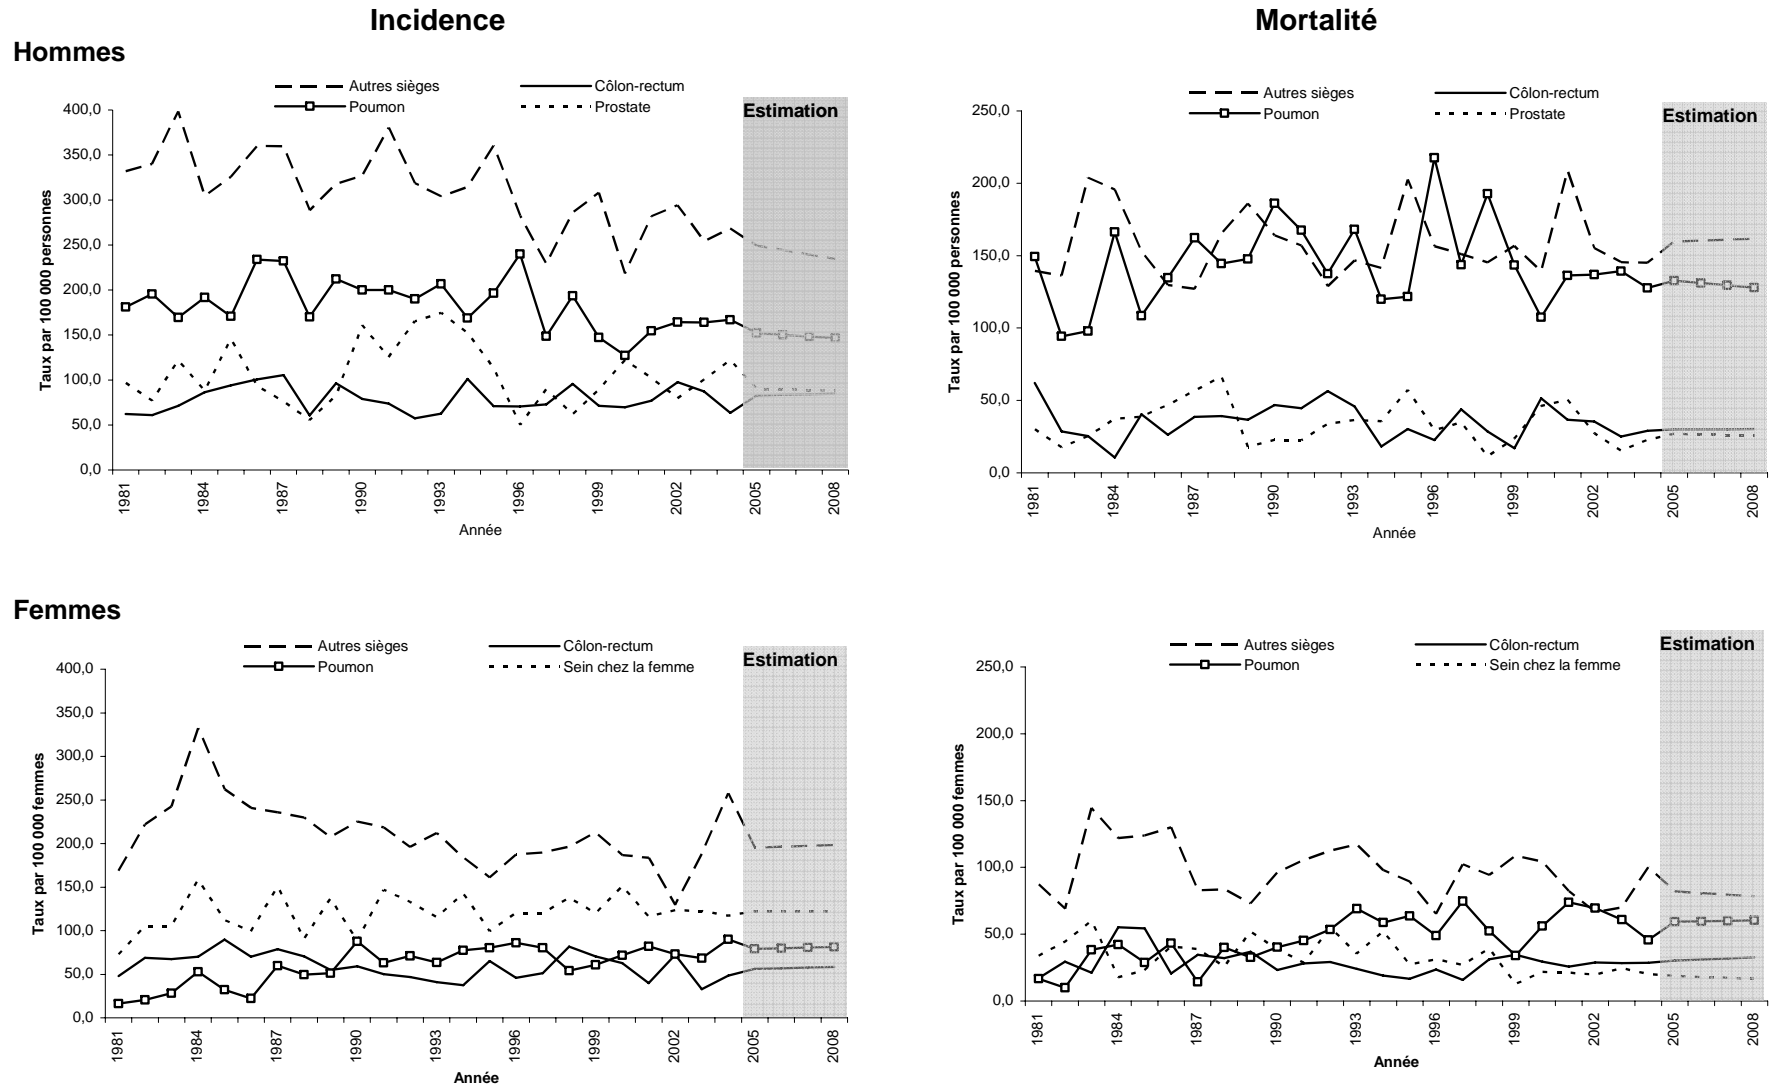 Incidence
Mortalité
Hommes
Autres sièges
Côlon-rectum
Poumon
Prostate
Estimation
Taux par 100 000 personnes
400,0
350,0
300,0
250,0
200,0
150,0
100,0
50,0
0,0
1981
1984
1987
1990
1993
1996
1999
2002
2005
2008
Année
Autres sièges
Côlon-rectum
Poumon
Prostate
Estimation
Taux par 100 000 personnes
250,0
200,0
150,0
100,0
50,0
0,0
1981
1984
1987
1990
1993
1996
1999
2002
2005
2008
Année
Femmes
Autres sièges
Côlon-rectum
Poumon
Sein chez la femme
Estimation
Taux par 100 000 femmes
400,0
350,0
300,0
250,0
200,0
150,0
100,0
50,0
0,0
1981
1984
1987
1990
1993
1996
1999
2002
2005
2008
Année
Autres sièges
Côlon-rectum
Poumon
Sein chez la femme
Estimation
Taux par 100 000 femmes
250,0
200,0
150,0
100,0
50,0
0,0
1981
1984
1987
1990
1993
1996
1999
2002
2005
2008
Année